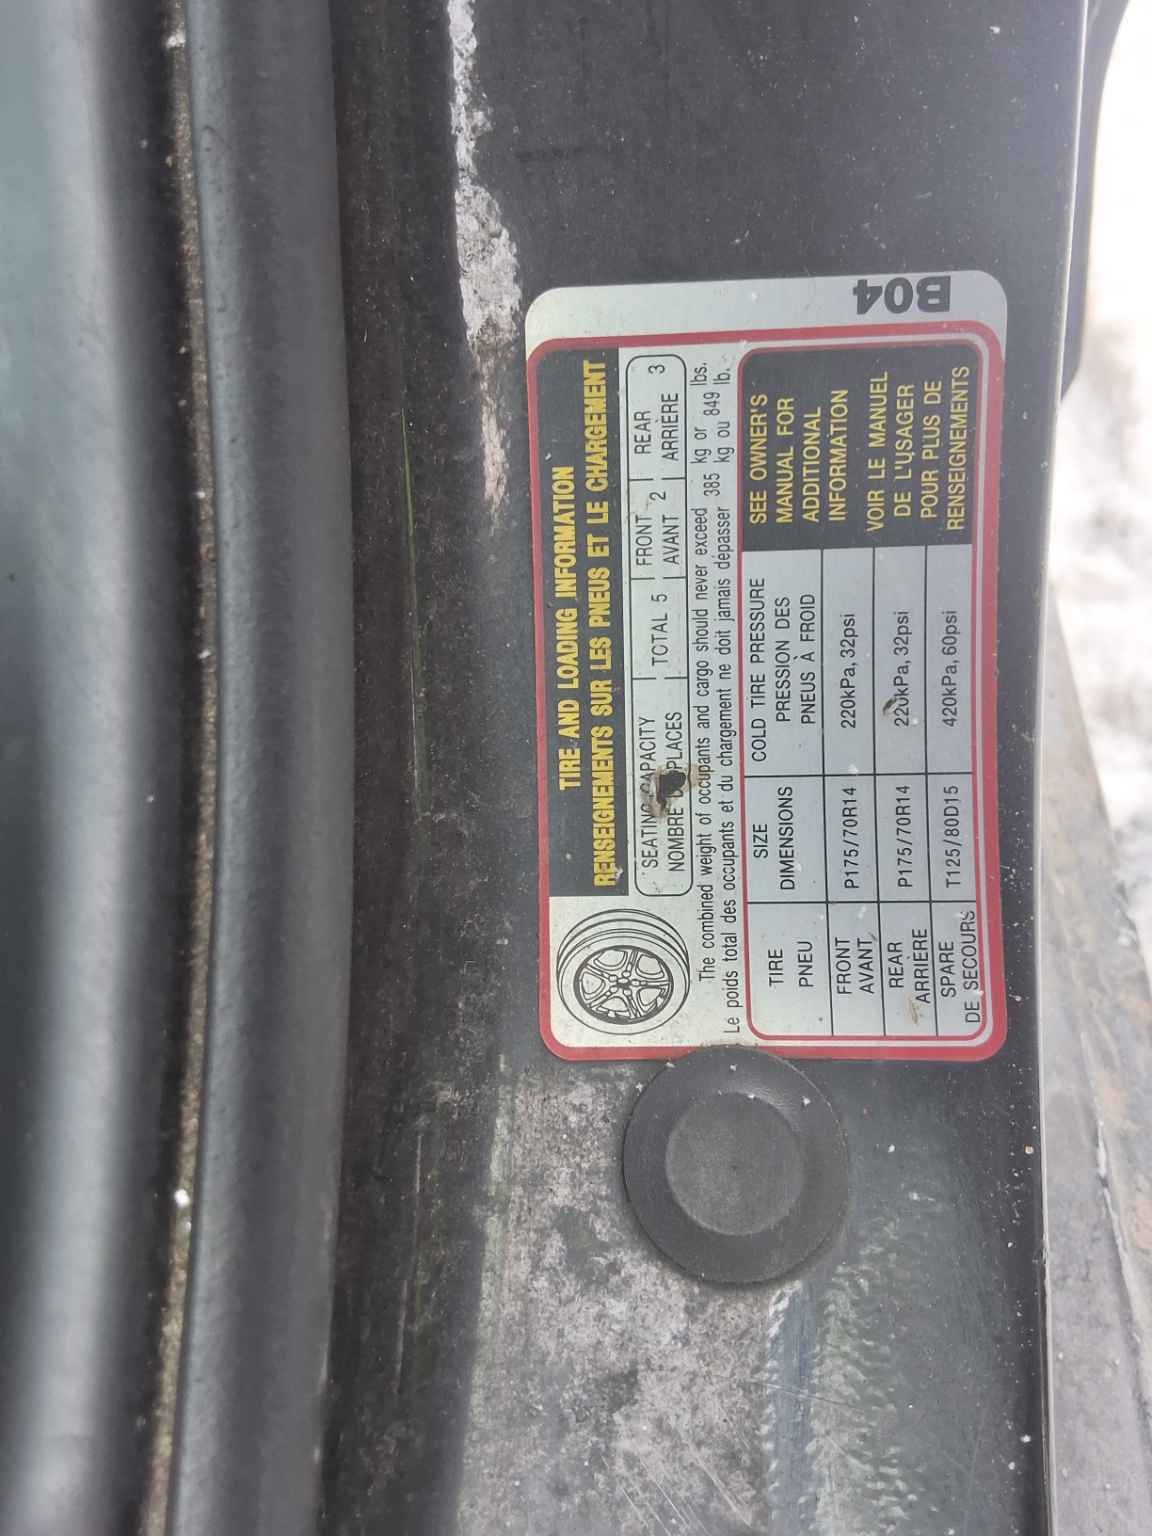 TIRE AND LOADING INFORMATION
RENSEIGNEMENTS SUR LES PNEUS ET LE CHARGEMENT
SEATING CAPACITY TOTAL 5 FRONT 2 REAR 3
NOMBRE PLACES AVANT ARRIÈRE
The combined weight of occupants and cargo should never exceed 385 kg or 849 lbs.
Le poids total des occupants et du chargement ne doit jamais dépasser 385 kg ou 849 lb.
TIRE SIZE COLD TIRE PRESSURE
PNEU DIMENSIONS PRESSION DES
PNEUS À FROID
FRONT P175/70R14 220kPa, 32psi
AVANT
REAR P175/70R14 220kPa, 32psi
ARRIÈRE
SPARE T125/80D15 420kPa, 60psi
DE SECOURS
SEE OWNER'S
MANUAL FOR
ADDITIONAL
INFORMATION
VOIR LE MANUEL
DE L'USAGER
POUR PLUS DE
RENSEIGNEMENTS
B04